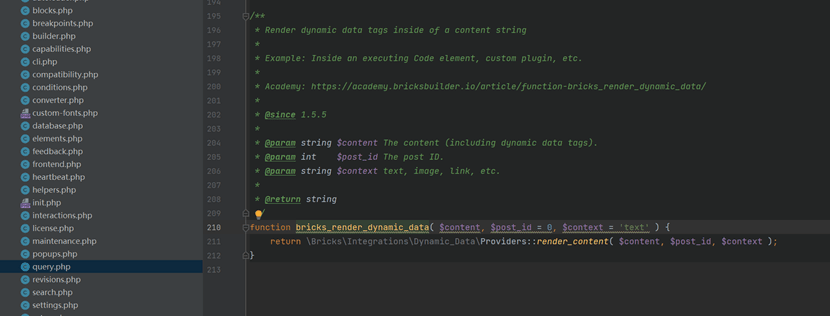 blocks.php
breakpoints.php
builder.php
capabilities.php
cli.php
compatibility.php
conditions.php
converter.php
custom-fonts.php
database.php
elements.php
feedback.php
frontend.php
heartbeat.php
helpers.php
init.php
interactions.php
license.php
maintenance.php
popups.php
query.php
revisions.php
search.php
settings.php
194
195 /**
196 * Render dynamic data tags inside of a content string
197 *
198 * Example: Inside an executing Code element, custom plugin, etc.
199 *
200 * Academy: https://academy.bricksbuilder.io/article/function-bricks_render_dynamic_data/
201 *
202 * @since 1.5.5
203 *
204 * @param string $content The content (including dynamic data tags).
205 * @param int    $post_id The post ID.
206 * @param string $context text, image, link, etc.
207 *
208 * @return string
209 /
210 function bricks_render_dynamic_data( $content, $post_id = 0, $context = 'text' ) {
211 return \Bricks\Integrations\Dynamic_Data\Providers::render_content( $content, $post_id, $context );
212 }
213